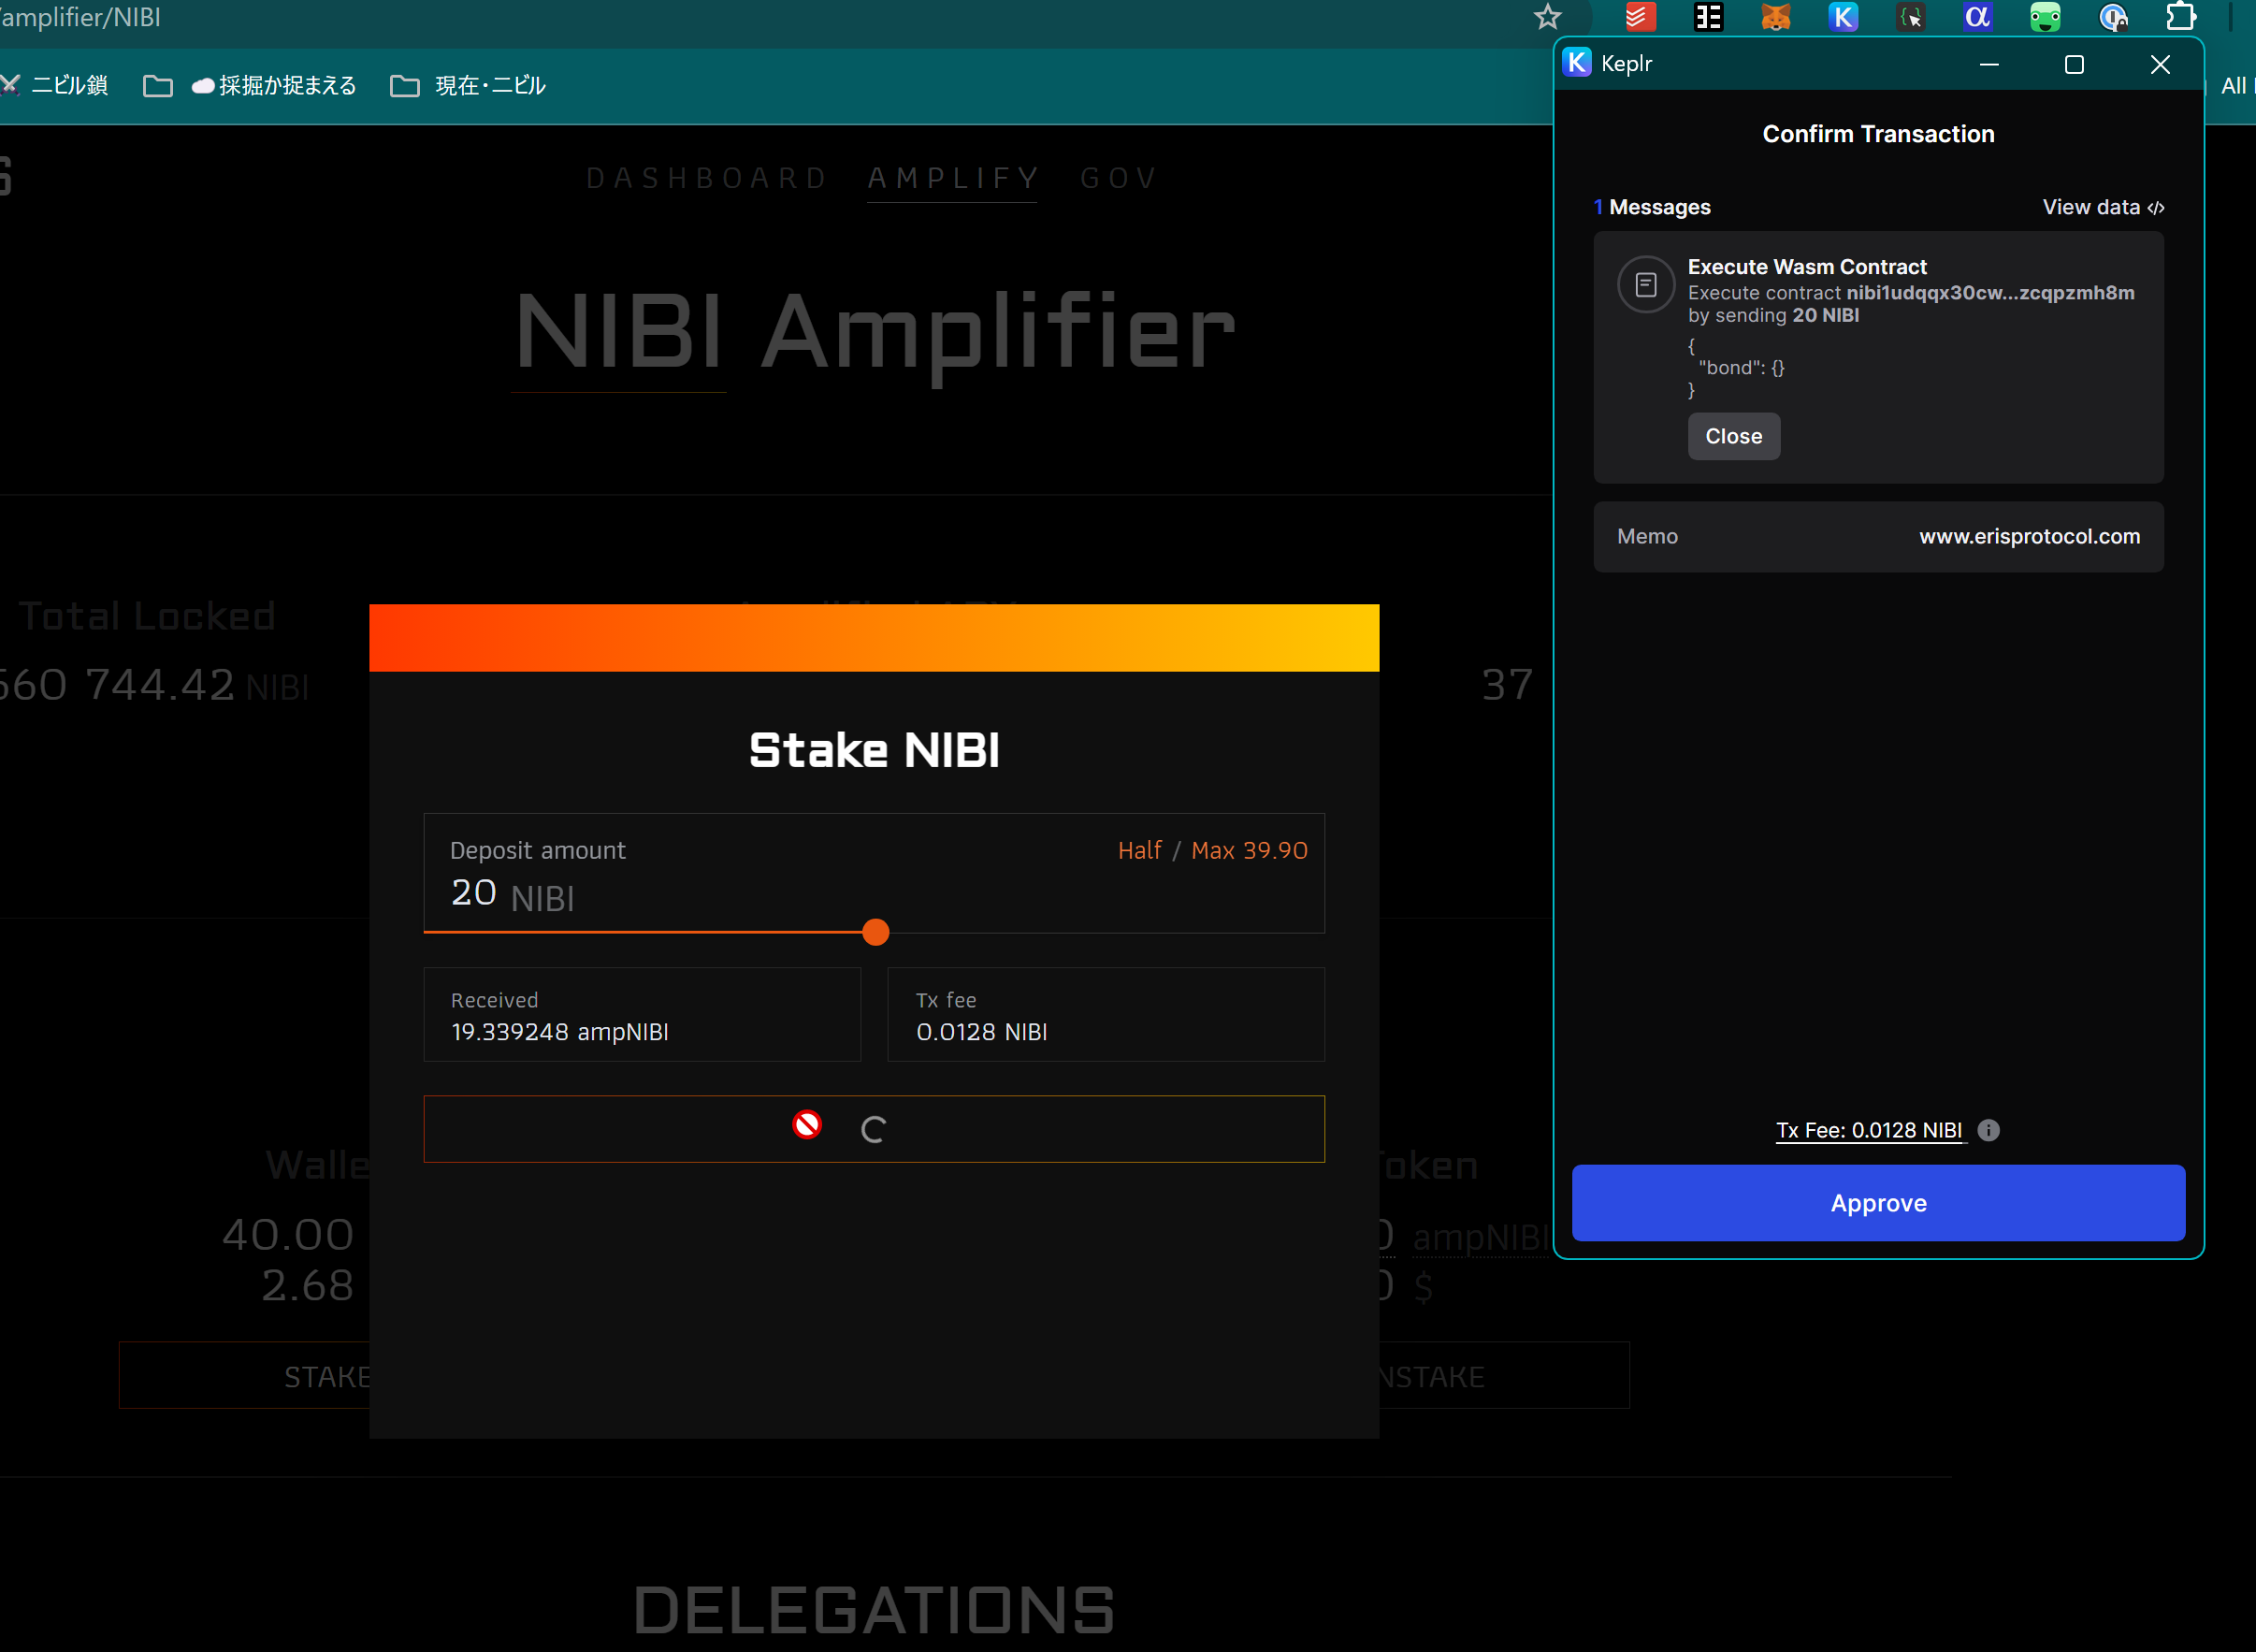 /amplifier/NIBI
ニビル鎖
採掘か捉まえる
現在・ニビル
All
Keplr
Confirm Transaction
1 Messages
View data </>
Execute Wasm Contract
Execute contract nibi1udqqx30cw...zcqpzmh8m
by sending 20 NIBI
{
"bond": {}
}
Close
Memo
www.erisprotocol.com
Tx Fee: 0.0128 NIBI
Approve
DASHBOARD
AMPLIFY
GOV
NIBI Amplifier
Total Locked
660 744.42 NIBI
37
Stake NIBI
Deposit amount
Half / Max 39.90
20 NIBI
Received
19.339248 ampNIBI
Tx fee
0.0128 NIBI
Walle
oken
40.00
0 ampNIBI
2.68
0 $
STAKE
NSTAKE
DELEGATIONS